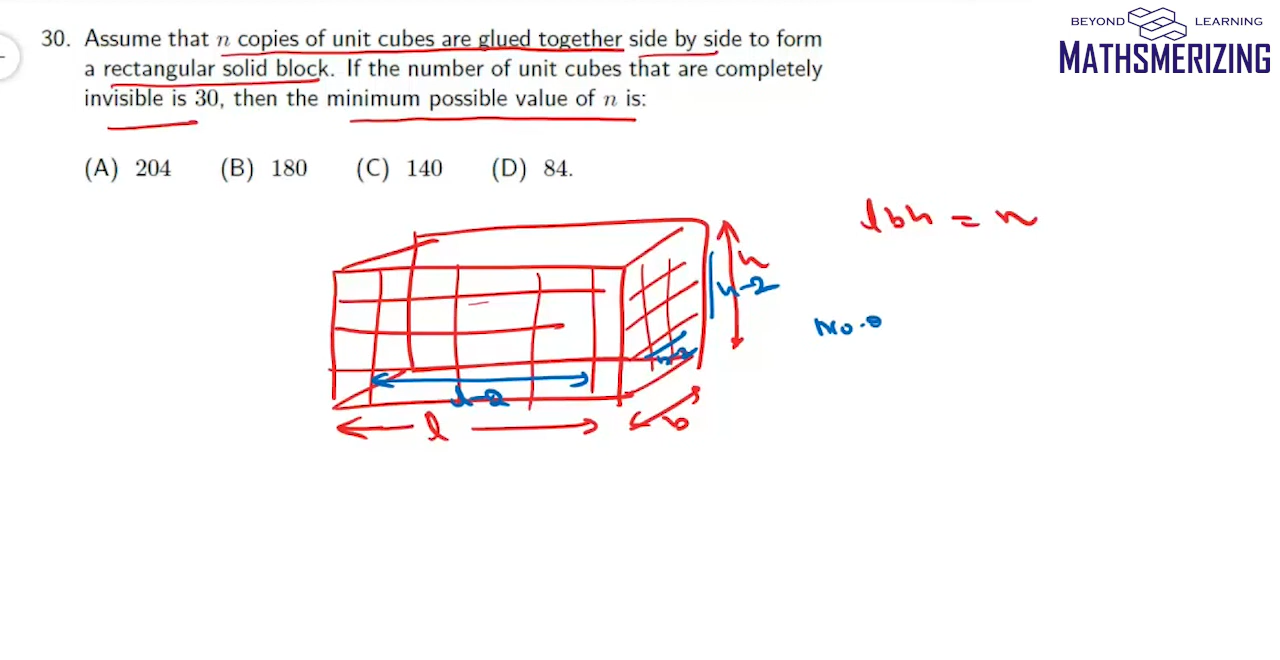 BEYOND LEARNING
MATHSMERIZING
30. Assume that n copies of unit cubes are glued together side by side to form
a rectangular solid block. If the number of unit cubes that are completely
invisible is 30, then the minimum possible value of n is:
(A) 204 (B) 180 (C) 140 (D) 84.
lbh = n
h
h-2
No. o
l-2
l
b